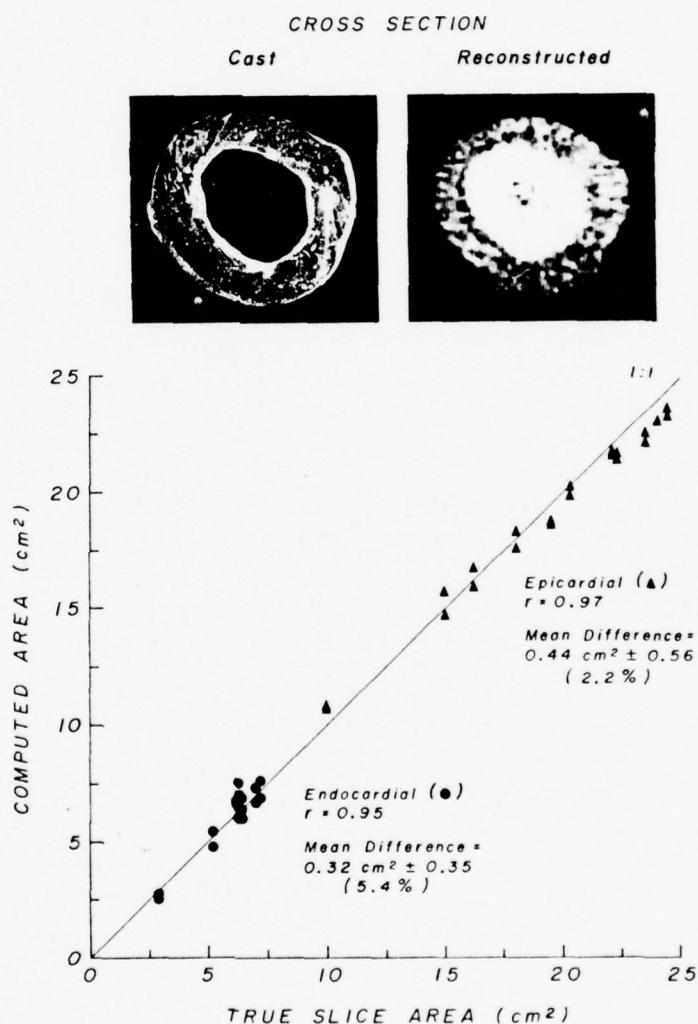 CROSS SECTION
Cast Reconstructed
1:1
25
20
15
10
5
0
COMPUTED AREA (cm²)
Epicardial (▲)
r = 0.97
Mean Difference =
0.44 cm² ± 0.56
(2.2%)
Endocardial (●)
r = 0.95
Mean Difference =
0.32 cm² ± 0.35
(5.4%)
0 5 10 15 20 25
TRUE SLICE AREA (cm²)